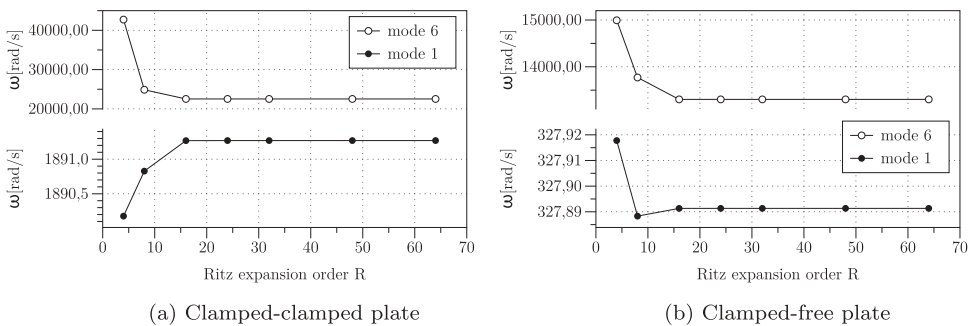 40000,00
30000,00
20000,00
ω[rad/s]
mode 6
mode 1
1891,0
1890,5
ω[rad/s]
0 10 20 30 40 50 60 70
Ritz expansion order R
(a) Clamped-clamped plate
15000,00
14000,00
ω[rad/s]
327,92
327,91
327,90
327,89
ω[rad/s]
mode 6
mode 1
0 10 20 30 40 50 60 70
Ritz expansion order R
(b) Clamped-free plate